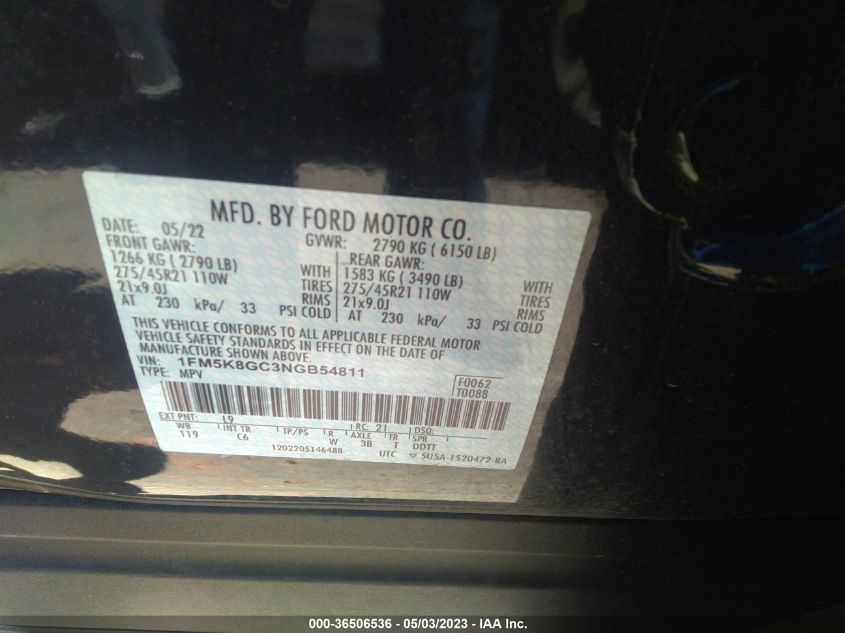 MFD. BY FORD MOTOR CO.
DATE: 05/22 GVWR: 2790 KG ( 6150 LB)
FRONT GAWR: REAR GAWR:
1266 KG ( 2790 LB) WITH 1583 KG ( 3490 LB) WITH
275/45R21 110W TIRES 275/45R21 110W TIRES
21x9.0J RIMS 21x9.0J RIMS
AT 230 kPa/ 33 PSI COLD AT 230 kPa/ 33 PSI COLD
THIS VEHICLE CONFORMS TO ALL APPLICABLE FEDERAL MOTOR
VEHICLE SAFETY STANDARDS IN EFFECT ON THE DATE OF
MANUFACTURE SHOWN ABOVE.
VIN: 1FM5K8GC3NGB54811
TYPE: MPV
F0062
T0088
EXT PNT: L9 RC: 21 DSO:
WB INT TR TP/PS R AXLE TR SPR
119 C6 W 3B T DDTT
1202205146488 UTC ▽ 5U5A-1520472-BA
000-36506536 - 05/03/2023 - IAA Inc.